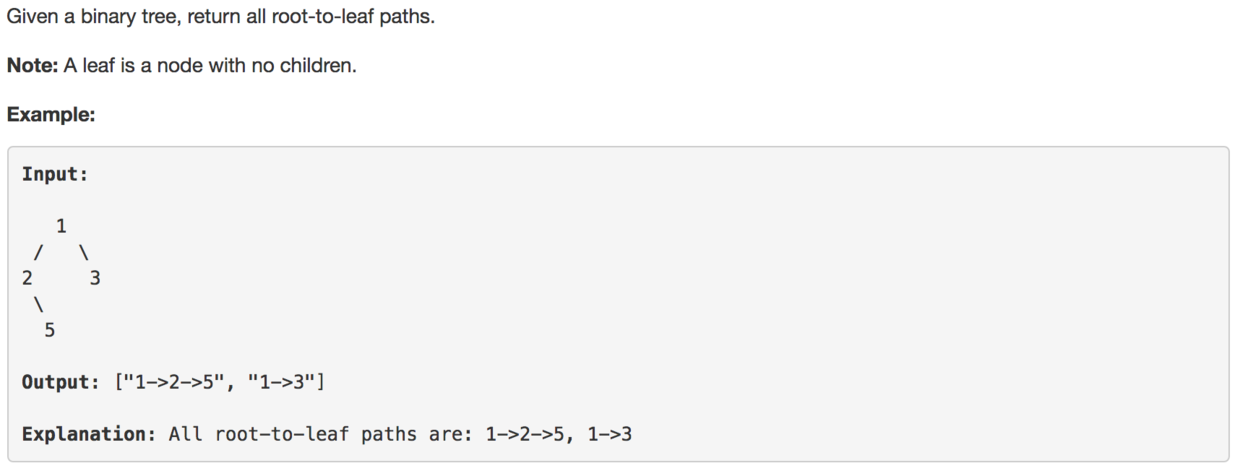 Given a binary tree, return all root-to-leaf paths.
Note: A leaf is a node with no children.
Example:
Input:
1
/ \
2 3
\
5
Output: ["1->2->5", "1->3"]
Explanation: All root-to-leaf paths are: 1->2->5, 1->3